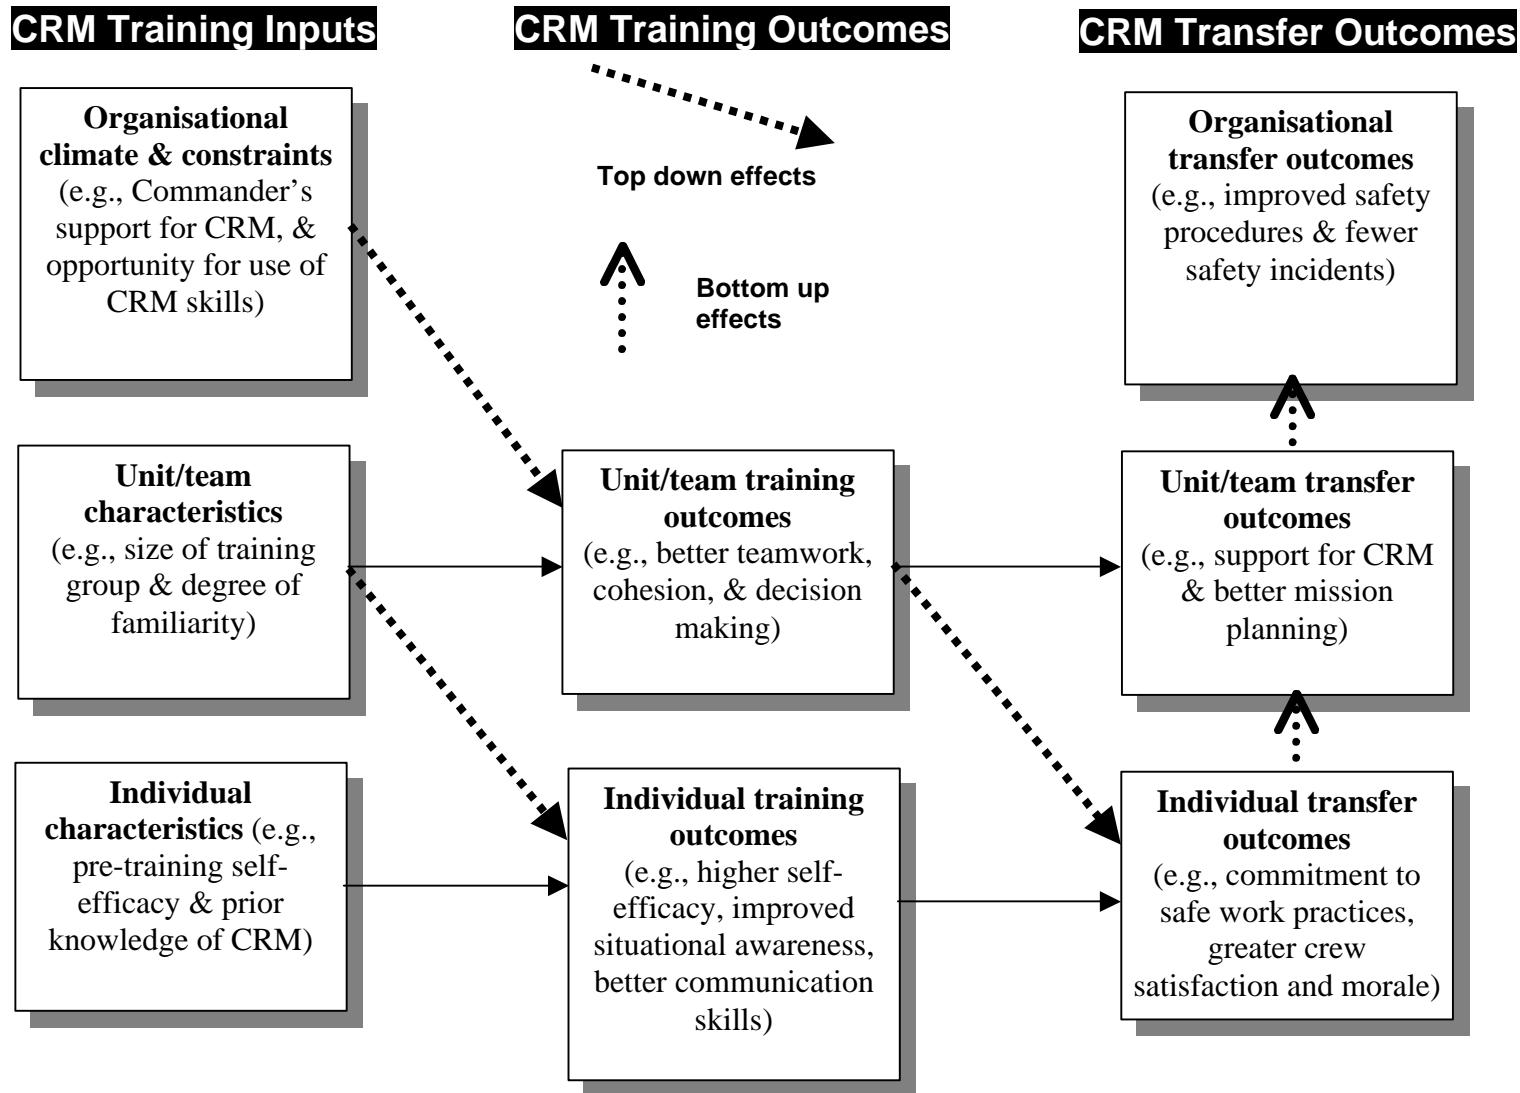 CRM Training Inputs
CRM Training Outcomes
CRM Transfer Outcomes
Organisational
climate & constraints
(e.g., Commander’s
support for CRM, &
opportunity for use of
CRM skills)
Top down effects
Bottom up
effects
Organisational
transfer outcomes
(e.g., improved safety
procedures & fewer
safety incidents)
Unit/team
characteristics
(e.g., size of training
group & degree of
familiarity)
Unit/team training
outcomes
(e.g., better teamwork,
cohesion, & decision
making)
Unit/team transfer
outcomes
(e.g., support for CRM
& better mission
planning)
Individual
characteristics (e.g.,
pre-training self-
efficacy & prior
knowledge of CRM)
Individual training
outcomes
(e.g., higher self-
efficacy, improved
situational awareness,
better communication
skills)
Individual transfer
outcomes
(e.g., commitment to
safe work practices,
greater crew
satisfaction and morale)